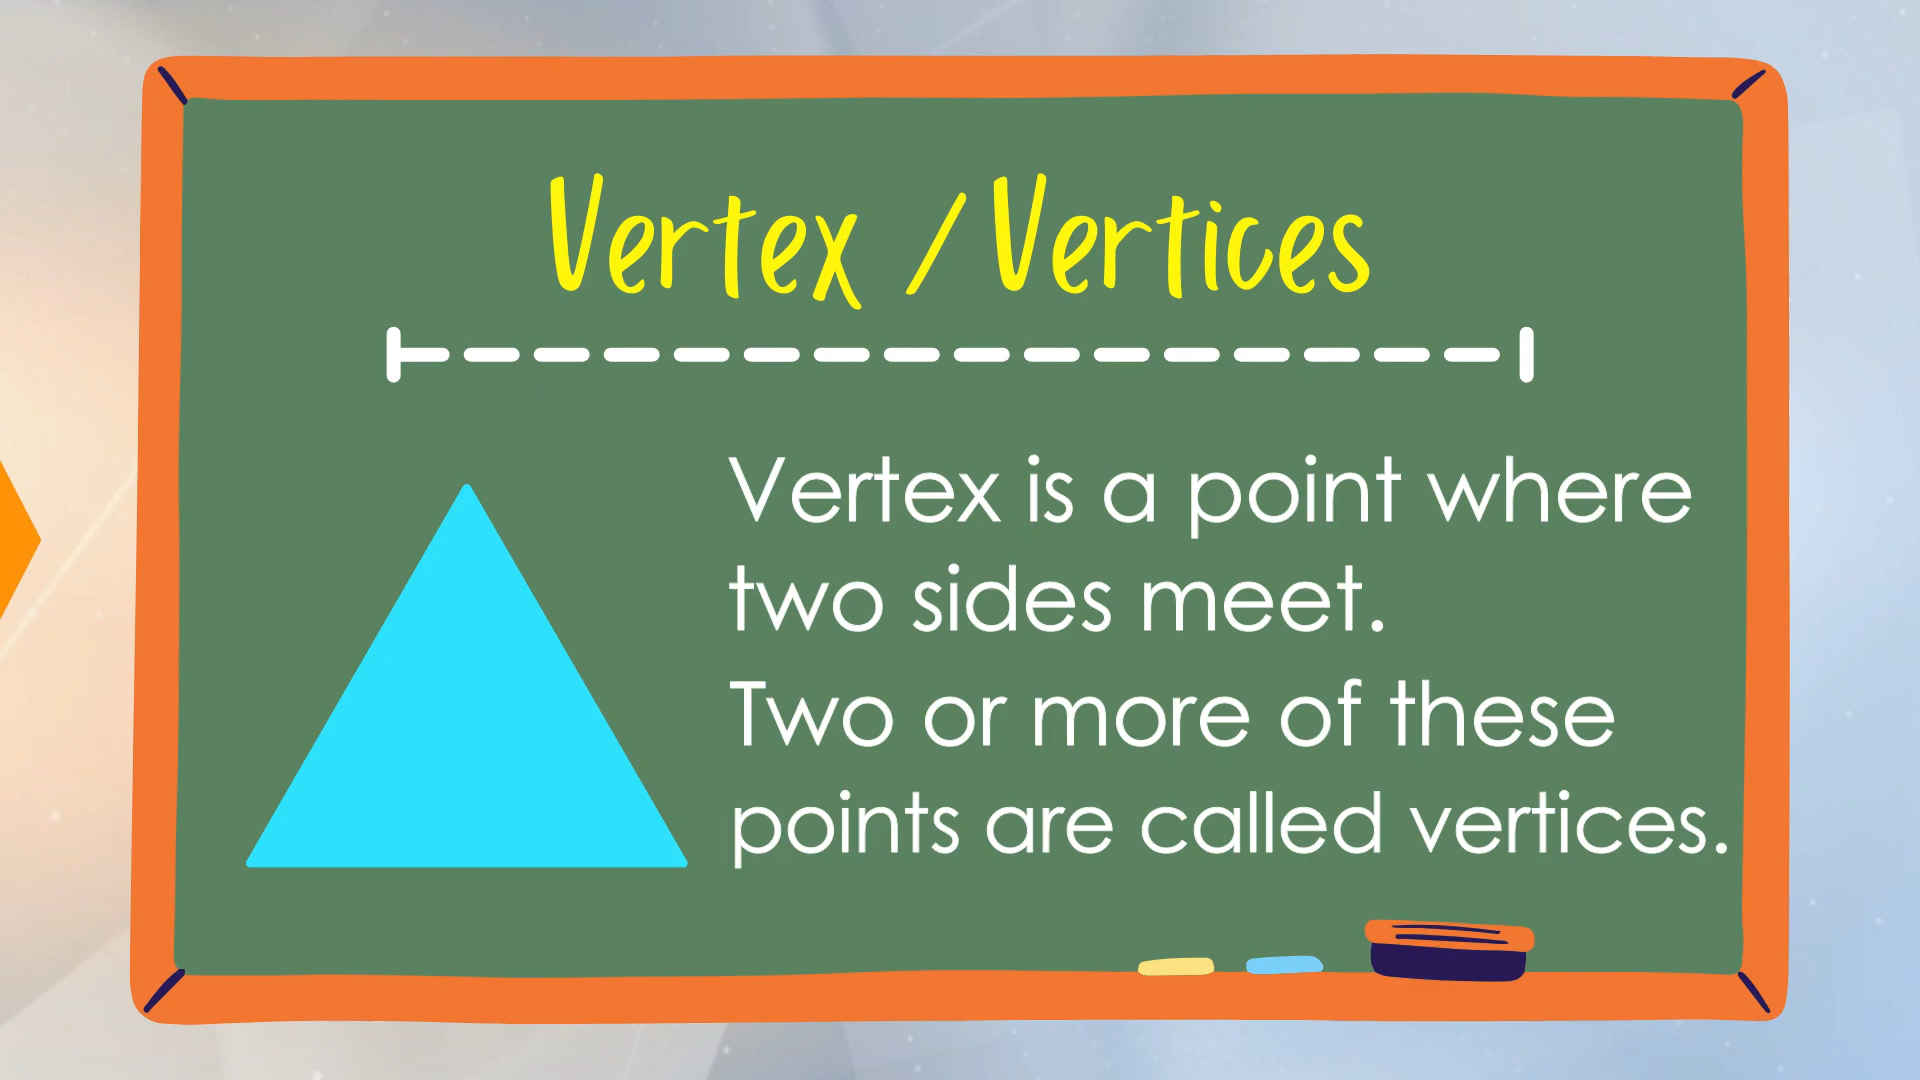 Vertex / Vertices
Vertex is a point where
two sides meet.
Two or more of these
points are called vertices.